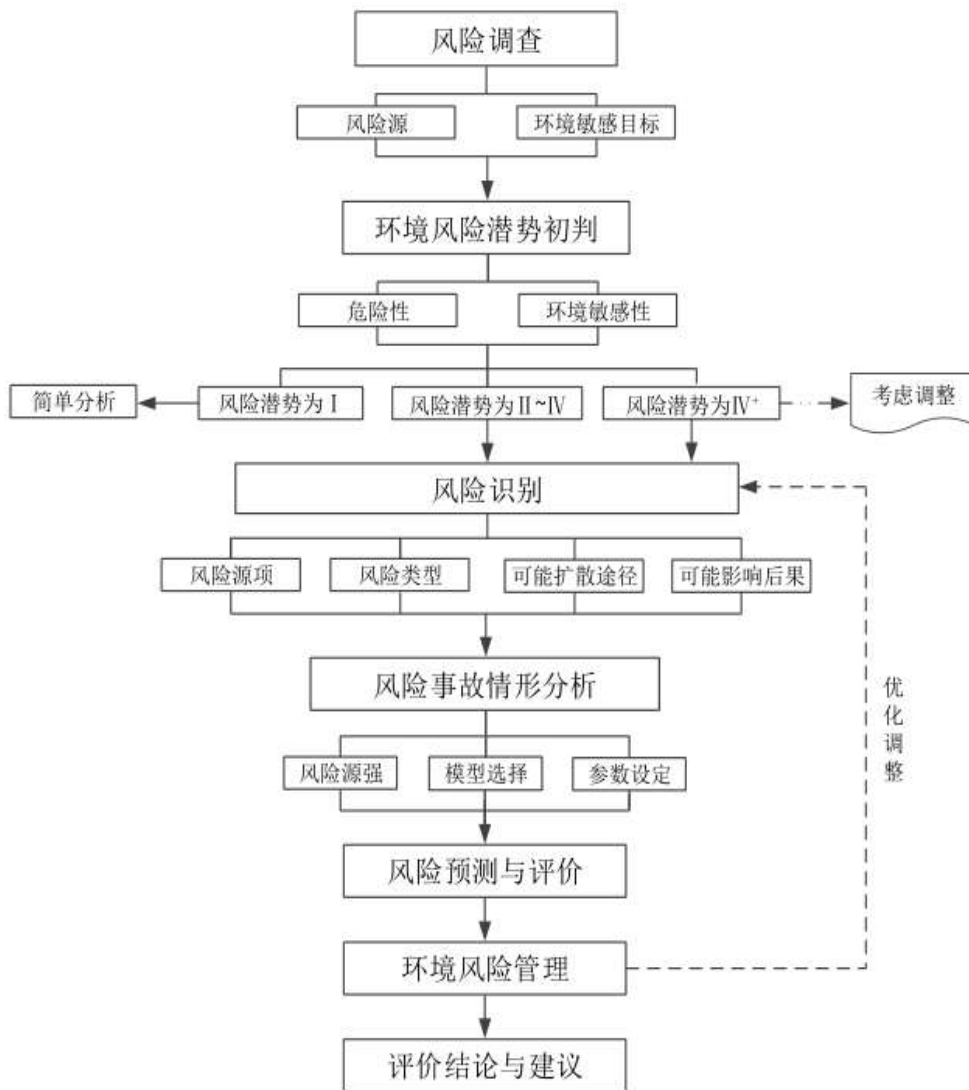 风险调查
风险源
环境敏感目标
环境风险潜势初判
危险性
环境敏感性
简单分析
风险潜势为Ⅰ
风险潜势为Ⅱ~Ⅳ
风险潜势为Ⅳ⁺
考虑调整
风险识别
风险源项
风险类型
可能扩散途径
可能影响后果
风险事故情形分析
优化调整
风险源强
模型选择
参数设定
风险预测与评价
环境风险管理
评价结论与建议